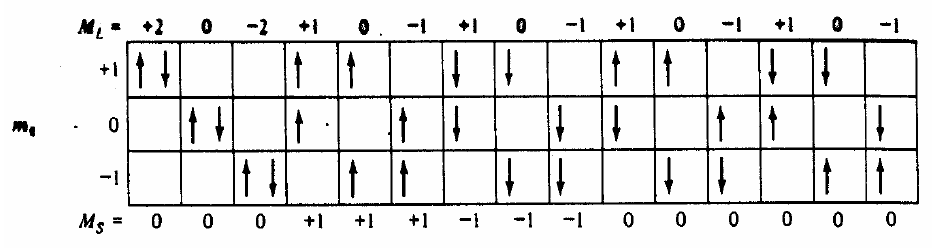 M_L = +2 0 -2 +1 0 -1 +1 0 -1 +1 0 -1 +1 0 -1
+1 ↑↓ ↑ ↑ ↓ ↓ ↑ ↑ ↓ ↓
m_ℓ 0 ↑↓ ↑ ↑ ↓ ↓ ↓ ↑ ↑ ↓
-1 ↑↓ ↑ ↑ ↓ ↓ ↓ ↓ ↑ ↑
M_S = 0 0 0 +1 +1 +1 -1 -1 -1 0 0 0 0 0 0